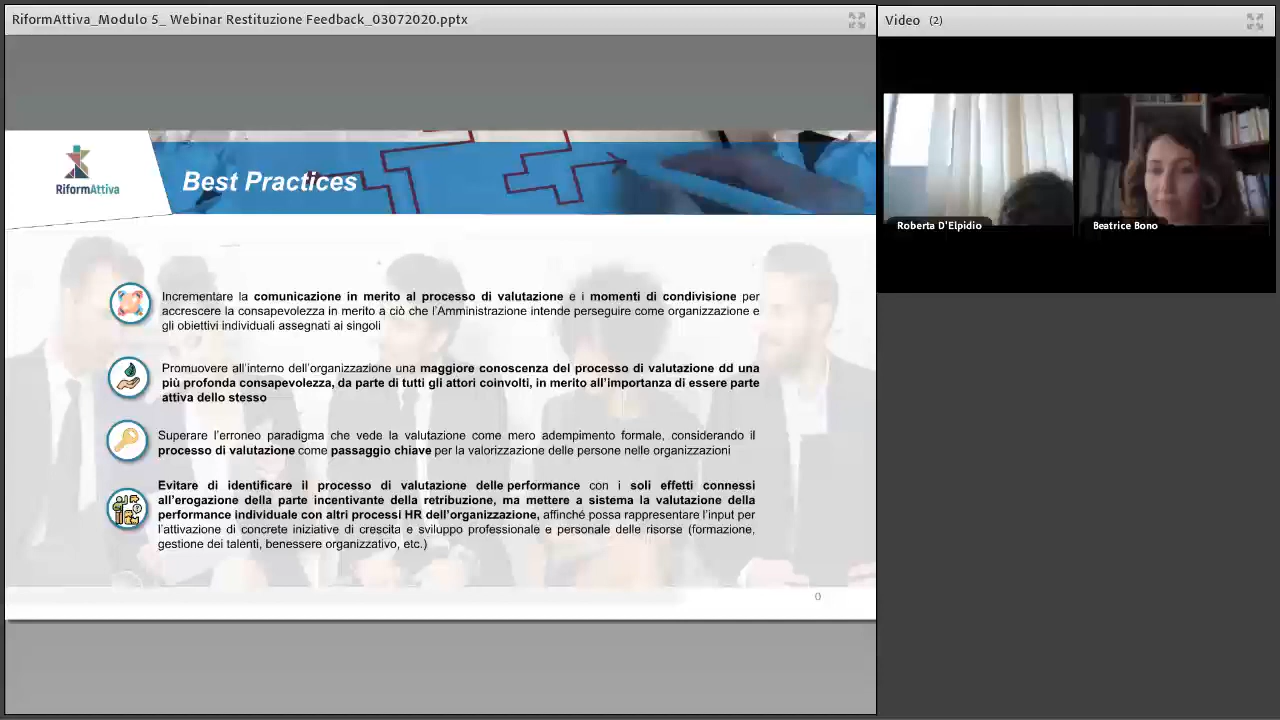 RiformAttiva_Modulo 5_ Webinar Restituzione Feedback_03072020.pptx
Video (2)
RiformAttiva
Best Practices
Roberta D'Elpidio
Beatrice Bono
Incrementare la comunicazione in merito al processo di valutazione e i momenti di condivisione per
accrescere la consapevolezza in merito a ciò che l'Amministrazione intende perseguire come organizzazione e
gli obiettivi individuali assegnati ai singoli
Promuovere all'interno dell'organizzazione una maggiore conoscenza del processo di valutazione dd una
più profonda consapevolezza, da parte di tutti gli attori coinvolti, in merito all'importanza di essere parte
attiva dello stesso
Superare l'erroneo paradigma che vede la valutazione come mero adempimento formale, considerando il
processo di valutazione come passaggio chiave per la valorizzazione delle persone nelle organizzazioni
Evitare di identificare il processo di valutazione delle performance con i soli effetti connessi
all'erogazione della parte incentivante della retribuzione, ma mettere a sistema la valutazione della
performance individuale con altri processi HR dell'organizzazione, affinché possa rappresentare l'input per
l'attivazione di concrete iniziative di crescita e sviluppo professionale e personale delle risorse (formazione,
gestione dei talenti, benessere organizzativo, etc.)
0